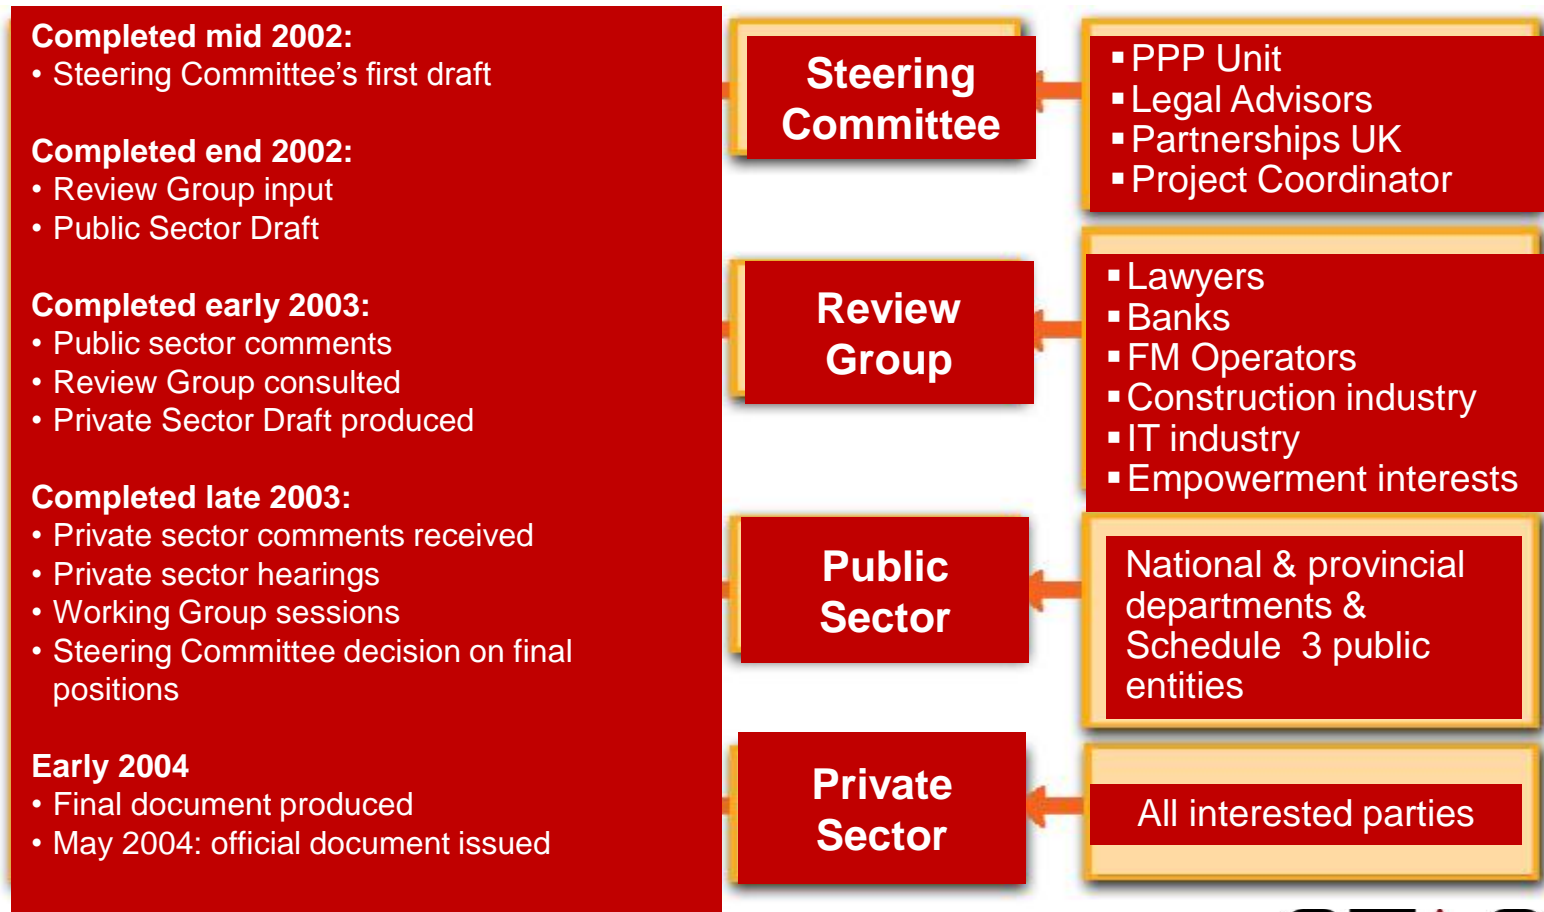 Completed mid 2002:
• Steering Committee’s first draft
Completed end 2002:
• Review Group input
• Public Sector Draft
Completed early 2003:
• Public sector comments
• Review Group consulted
• Private Sector Draft produced
Completed late 2003:
• Private sector comments received
• Private sector hearings
• Working Group sessions
• Steering Committee decision on final
positions
Early 2004
• Final document produced
• May 2004: official document issued
Steering
Committee
▪PPP Unit
▪Legal Advisors
▪Partnerships UK
▪Project Coordinator
Review
Group
▪Lawyers
▪Banks
▪FM Operators
▪Construction industry
▪IT industry
▪Empowerment interests
Public
Sector
National & provincial
departments &
Schedule  3 public
entities
Private
Sector
All interested parties